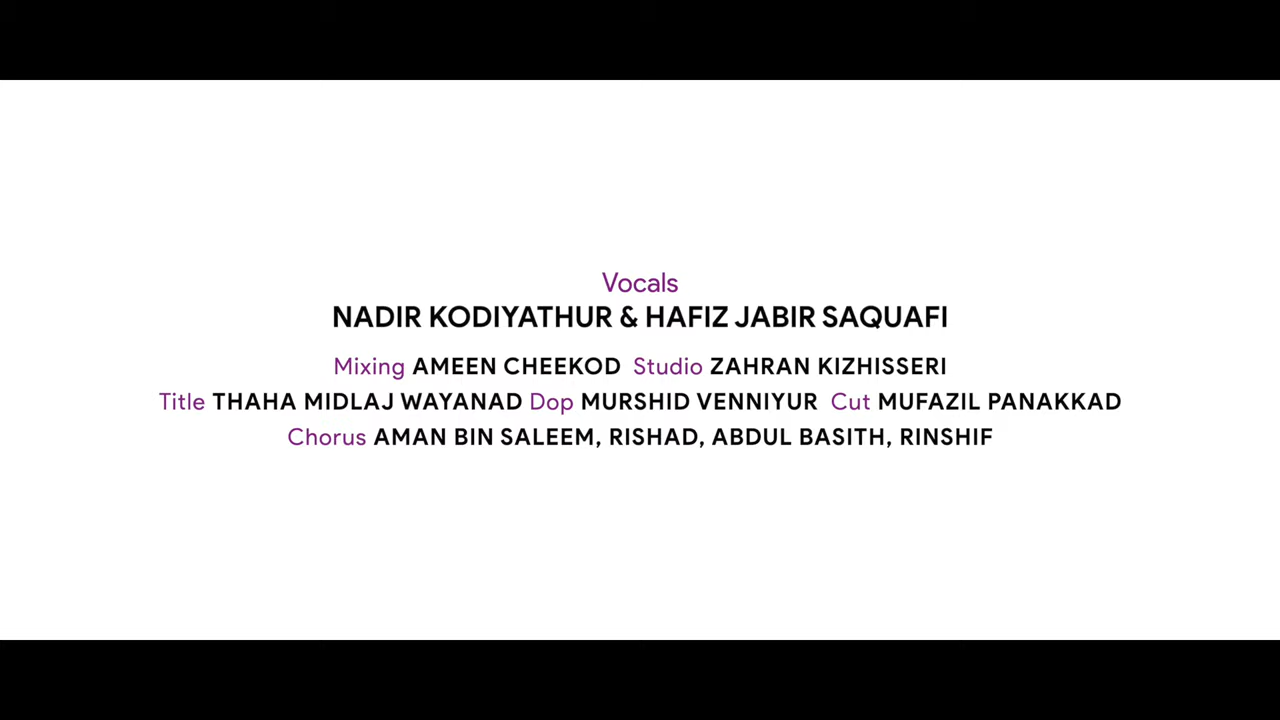 Vocals
NADIR KODIYATHUR & HAFIZ JABIR SAQUAFI
Mixing AMEEN CHEEKOD Studio ZAHRAN KIZHISSERI
Title THAHA MIDLAJ WAYANAD Dop MURSHID VENNIYUR Cut MUFAZIL PANAKKAD
Chorus AMAN BIN SALEEM, RISHAD, ABDUL BASITH, RINSHIF